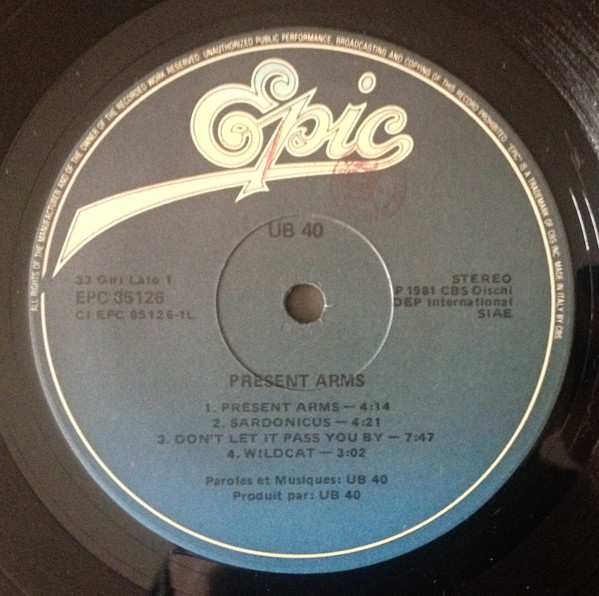 ALL RIGHTS OF THE MANUFACTURER AND OF THE OWNER OF THE RECORDED WORK RESERVED. UNAUTHORIZED PUBLIC PERFORMANCE, BROADCASTING AND COPYING OF THIS RECORD PROHIBITED. "EPIC" IS A TRADEMARK OF CBS INC. MADE IN ITALY BY CBS
Epic
UB 40
33 Giri Lato 1
EPC 35126
CI EPC 85126-1L
STEREO
P 1981 CBS Dischi
DEP International
SIAE
PRESENT ARMS
1. PRESENT ARMS — 4:14
2. SARDONICUS — 4:21
3. DON'T LET IT PASS YOU BY — 7:47
4. WILDCAT — 3:02
Paroles et Musiques: UB 40
Produit par: UB 40